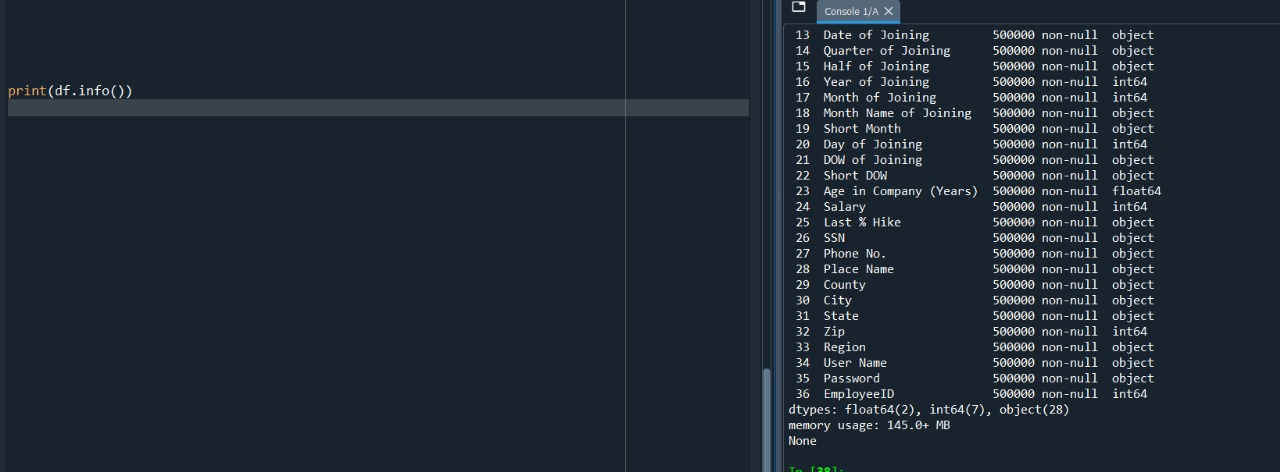 Console 1/A
print(df.info())
13 Date of Joining 500000 non-null object
14 Quarter of Joining 500000 non-null object
15 Half of Joining 500000 non-null object
16 Year of Joining 500000 non-null int64
17 Month of Joining 500000 non-null int64
18 Month Name of Joining 500000 non-null object
19 Short Month 500000 non-null object
20 Day of Joining 500000 non-null int64
21 DOW of Joining 500000 non-null object
22 Short DOW 500000 non-null object
23 Age in Company (Years) 500000 non-null float64
24 Salary 500000 non-null int64
25 Last % Hike 500000 non-null object
26 SSN 500000 non-null object
27 Phone No. 500000 non-null object
28 Place Name 500000 non-null object
29 County 500000 non-null object
30 City 500000 non-null object
31 State 500000 non-null object
32 Zip 500000 non-null int64
33 Region 500000 non-null object
34 User Name 500000 non-null object
35 Password 500000 non-null object
36 EmployeeID 500000 non-null int64
dtypes: float64(2), int64(7), object(28)
memory usage: 145.0+ MB
None
In [38]: